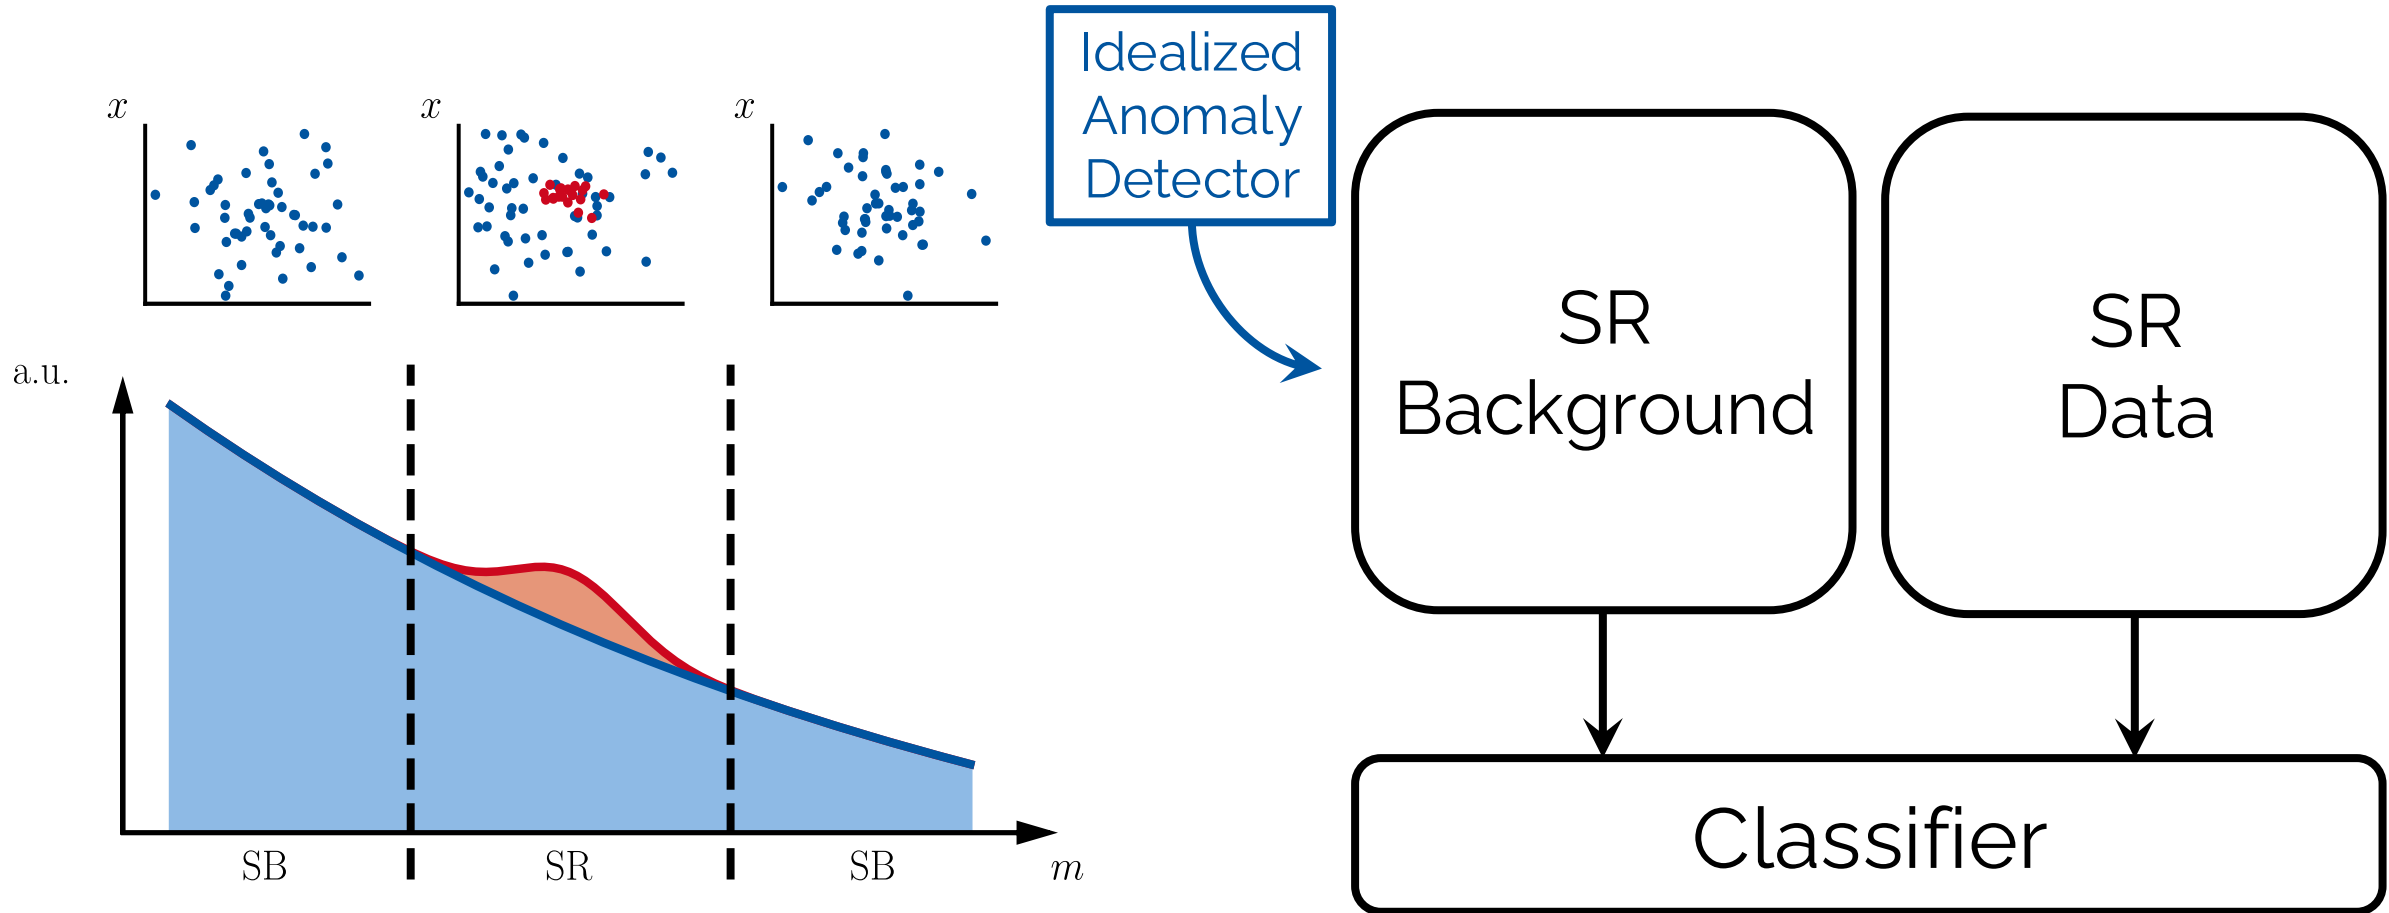 x
x
x
a.u.
SB
SR
SB
m
Idealized
Anomaly
Detector
SR
Background
SR
Data
Classifier